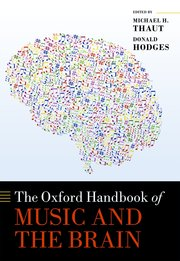 EDITED BY
MICHAEL H.
THAUT
DONALD
HODGES
The Oxford Handbook of
MUSIC AND
THE BRAIN